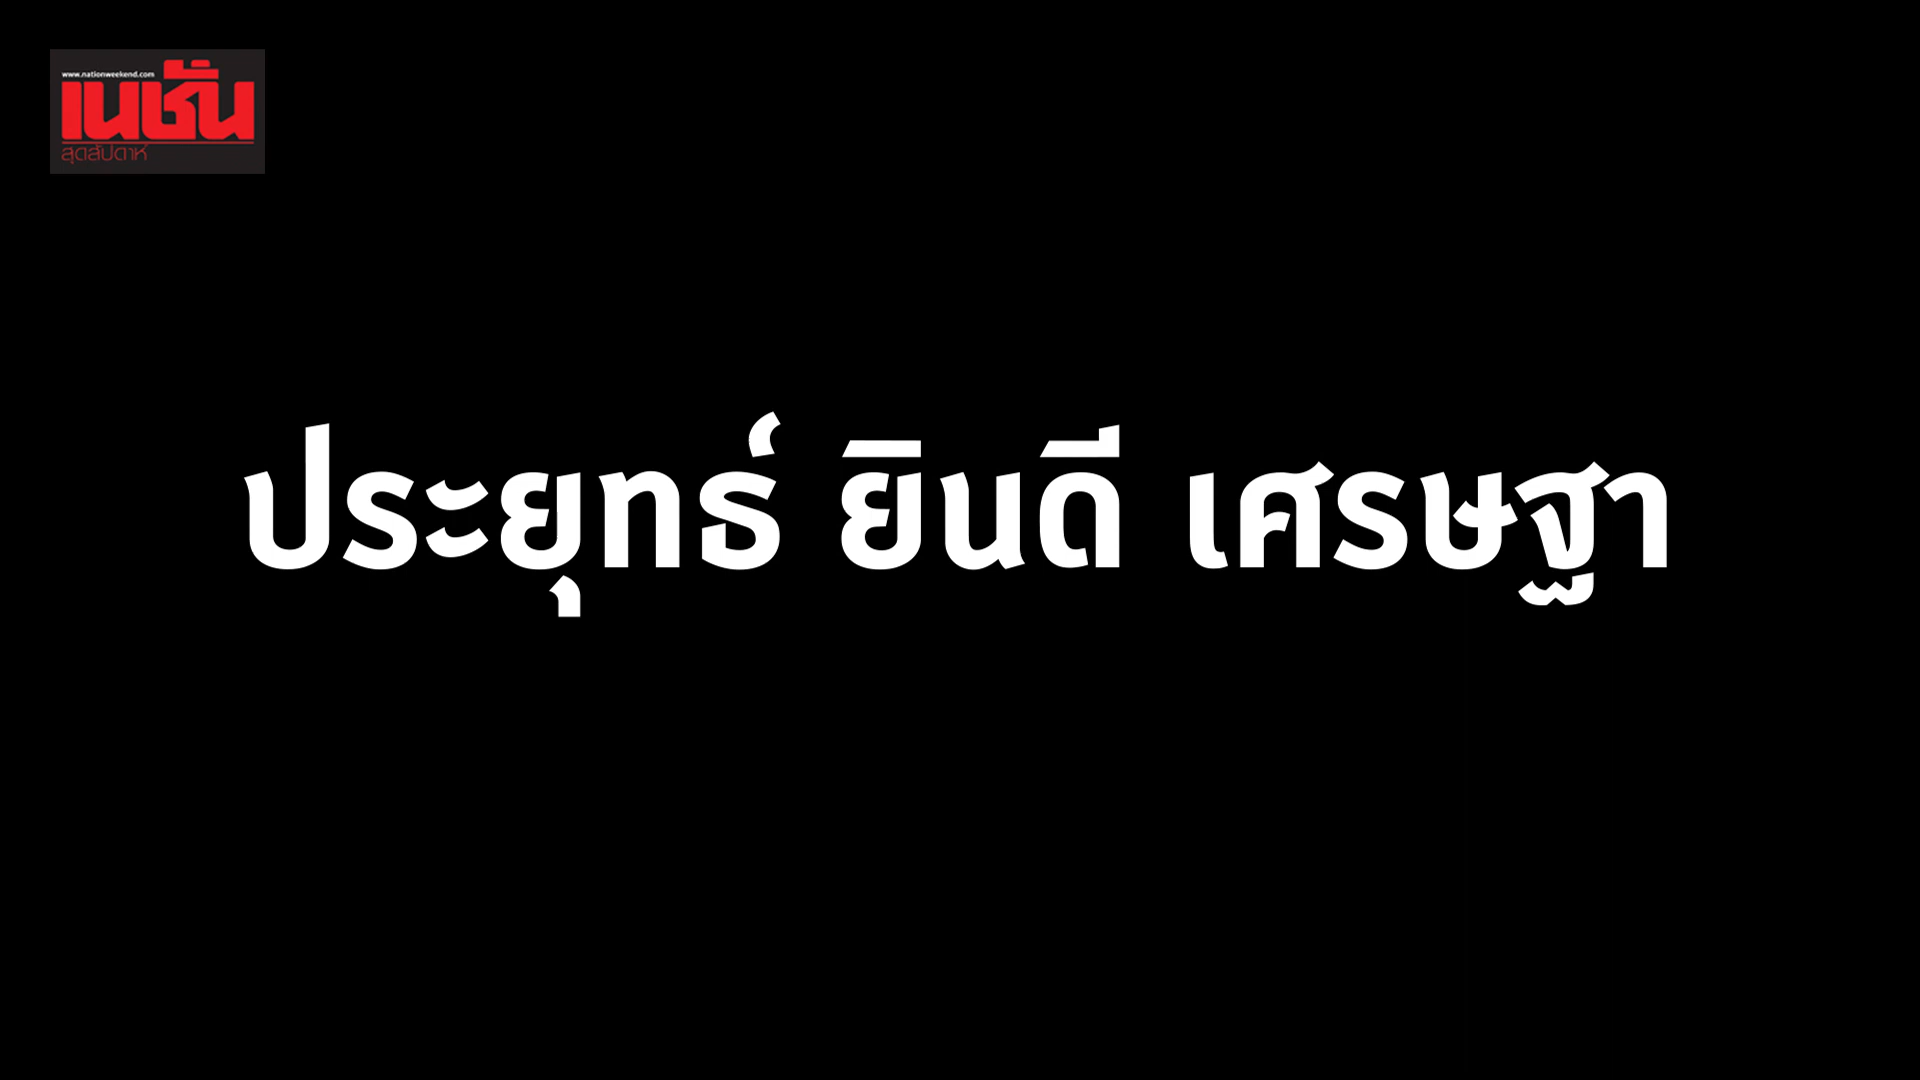 www.nationweekend.com
เนชั่น
สุดสัปดาห์
ประยุทธ์ ยินดี เศรษฐา